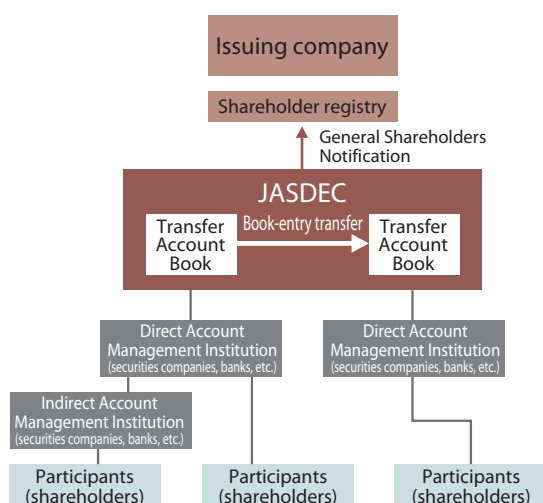 Issuing company
Shareholder registry
General Shareholders
Notification
JASDEC
Book-entry transfer
Transfer
Account
Book
Transfer
Account
Book
Direct Account
Management Institution
(securities companies, banks, etc.)
Direct Account
Management Institution
(securities companies, banks, etc.)
Indirect Account
Management Institution
(securities companies, banks, etc.)
Participants
(shareholders)
Participants
(shareholders)
Participants
(shareholders)